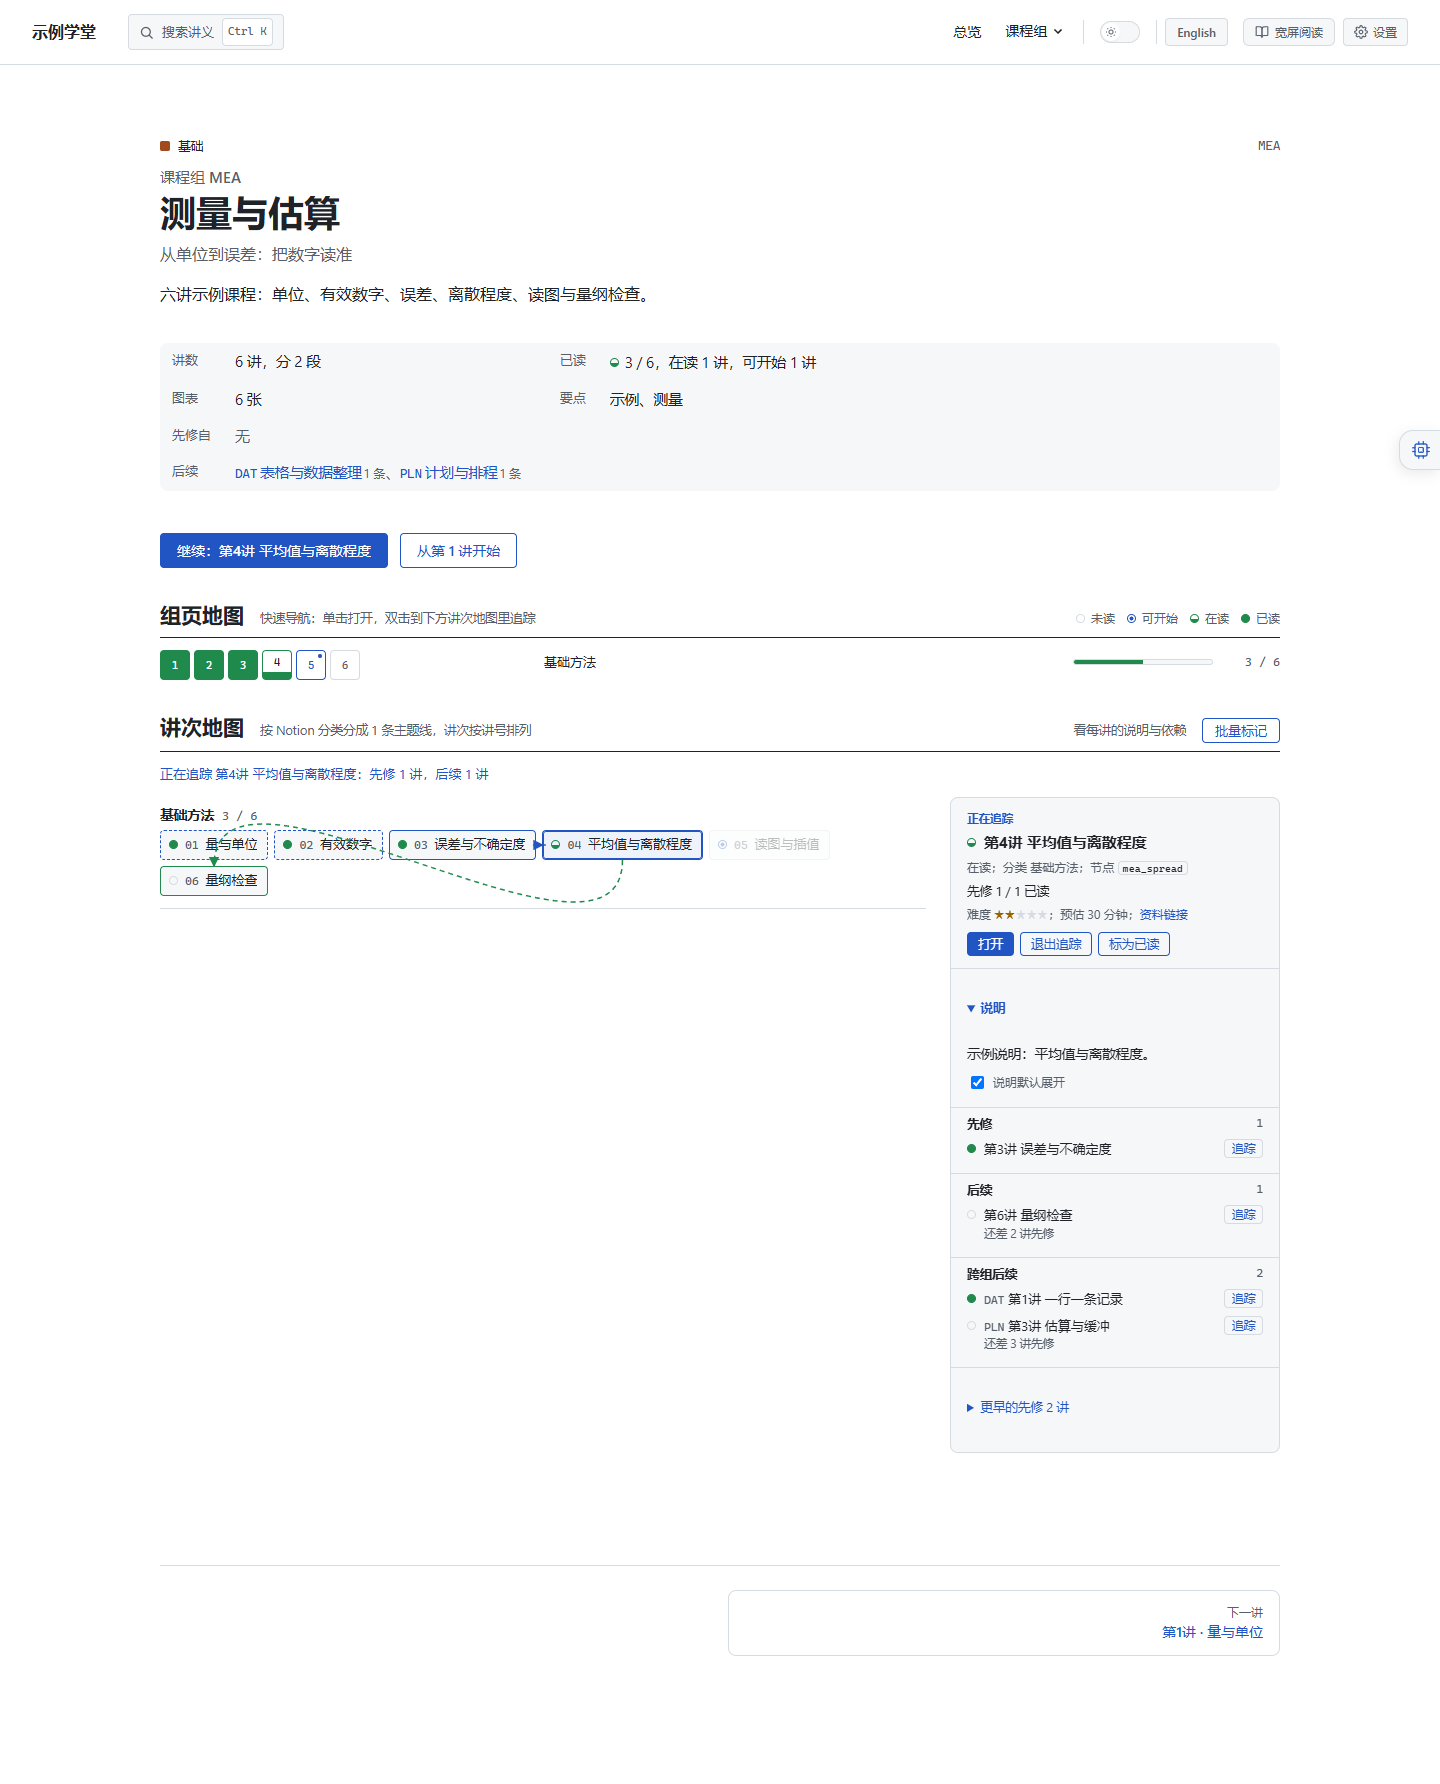 示例学堂
搜索讲义 Ctrl K
总览 课程组 English 宽屏阅读 设置
基础 MEA
课程组 MEA
测量与估算
从单位到误差：把数字读准
六讲示例课程：单位、有效数字、误差、离散程度、读图与量纲检查。
讲数 6 讲，分 2 段 已读 3 / 6，在读 1 讲，可开始 1 讲
图表 6 张 要点 示例、测量
先修自 无
后续 DAT 表格与数据整理 1 条、PLN 计划与排程 1 条
继续：第4讲 平均值与离散程度 从第 1 讲开始
组页地图 快速导航：单击打开，双击到下方讲次地图里追踪 未读 可开始 在读 已读
1 2 3 4 5 6 基础方法 3 / 6
讲次地图 按 Notion 分类分成 1 条主题线，讲次按讲号排列 看每讲的说明与依赖 批量标记
正在追踪 第4讲 平均值与离散程度：先修 1 讲，后续 1 讲
基础方法 3 / 6
01 量与单位 02 有效数字 03 误差与不确定度 04 平均值与离散程度 05 读图与插值
06 量纲检查
正在追踪
第4讲 平均值与离散程度
在读；分类 基础方法；节点 mea_spread
先修 1 / 1 已读
难度 ★★★★★；预估 30 分钟；资料链接
打开 退出追踪 标为已读
▼ 说明
示例说明：平均值与离散程度。
说明默认展开
先修 1
第3讲 误差与不确定度 追踪
后续 1
第6讲 量纲检查 追踪
还差 2 讲先修
跨组后续 2
DAT 第1讲 一行一条记录 追踪
PLN 第3讲 估算与缓冲 追踪
还差 3 讲先修
▶ 更早的先修 2 讲
下一讲
第1讲 · 量与单位